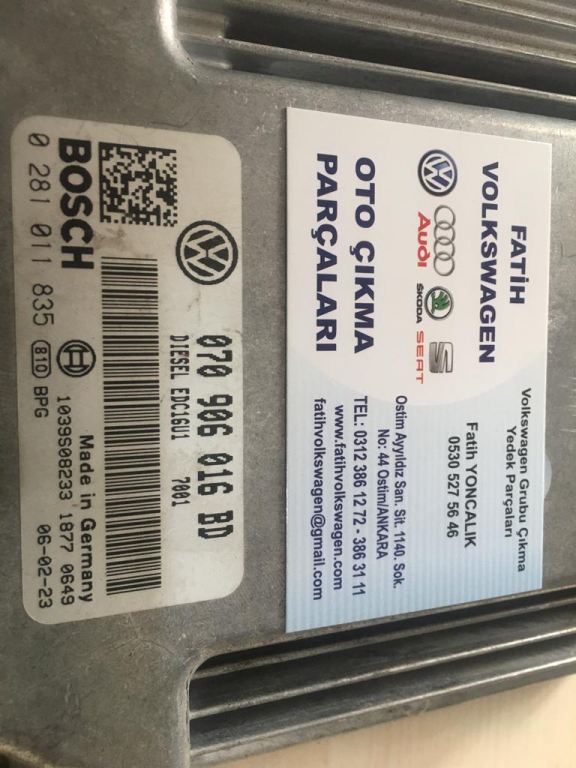 BOSCH
0 281 011 835
B10 BPG
070 906 016 BD
DIESEL EDC16U1
7001
Made in Germany
1039S08233 1877 0649
06-02-23
FATİH
VOLKSWAGEN
Audi
ŠKODA
SEAT
OTO ÇIKMA
PARÇALARI
Volkswagen Grubu Çıkma
Yedek Parçaları
Fatih YONCALIK
0530 527 56 46
Ostim Ayyıldız San. Sit. 1140. Sok.
No: 44 Ostim/ANKARA
TEL: 0312 386 12 72 - 386 31 11
www.fatihvolkswagen.com
fatihvolkswagen@gmail.com